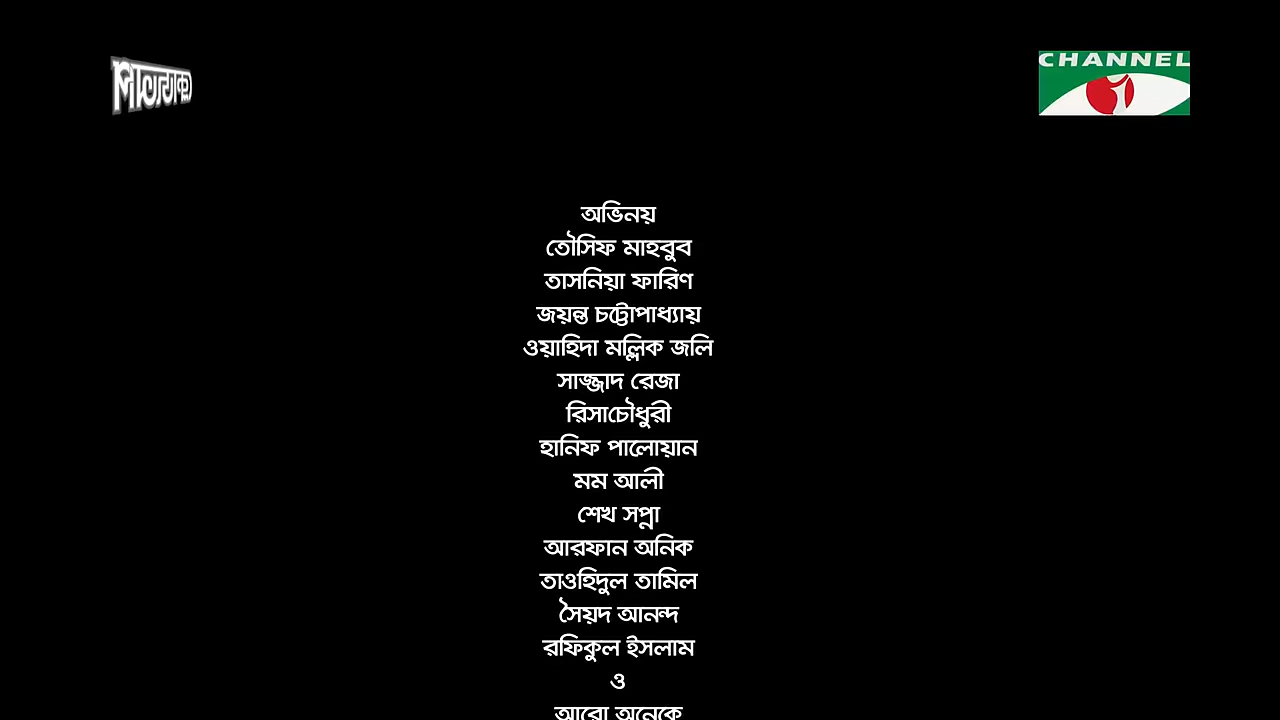 CHANNEL
অভিনয়
তৌসিফ মাহবুব
তাসনিয়া ফারিণ
জয়ন্ত চট্টোপাধ্যায়
ওয়াহিদা মল্লিক জলি
সাজ্জাদ রেজা
রিসাচৌধুরী
হানিফ পালোয়ান
মম আলী
শেখ সপ্না
আরফান অনিক
তাওহিদুল তামিল
সৈয়দ আনন্দ
রফিকুল ইসলাম
ও
আরো অনেকে